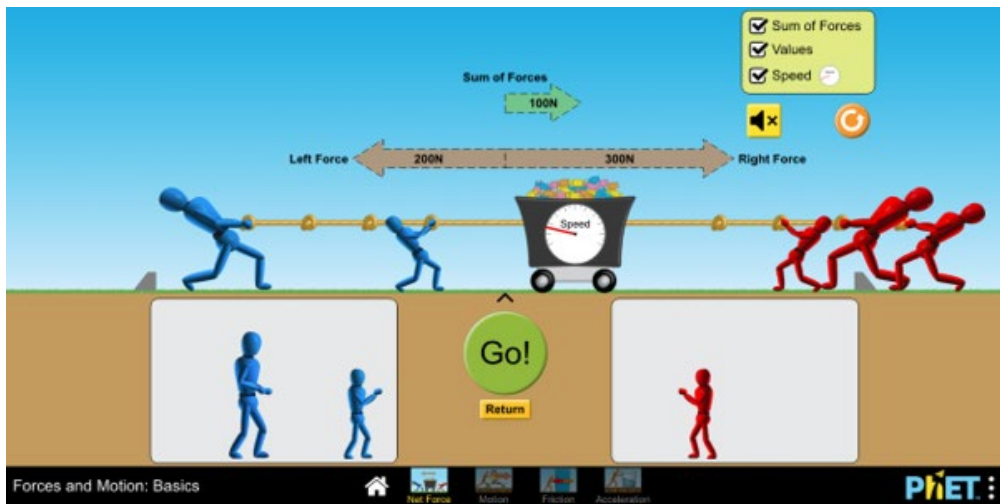 Sum of Forces
Values
Speed
Sum of Forces
100N
Left Force
200N
300N
Right Force
Speed
Go!
Return
Forces and Motion: Basics
Net Force
Motion
Friction
Acceleration
PhET